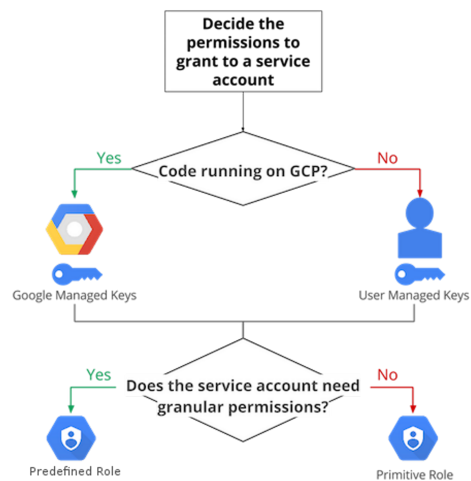 Decide the
permissions to
grant to a service
account
Yes
Code running on GCP?
No
Google Managed Keys
User Managed Keys
Yes
Does the service account need
granular permissions?
No
Predefined Role
Primitive Role